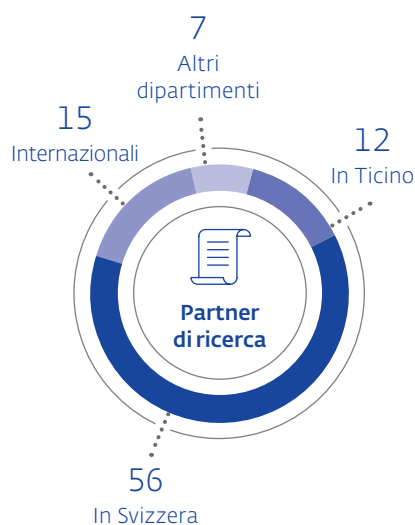 7
Altri
dipartimenti
15
Internazionali
12
In Ticino
Partner
di ricerca
56
In Svizzera